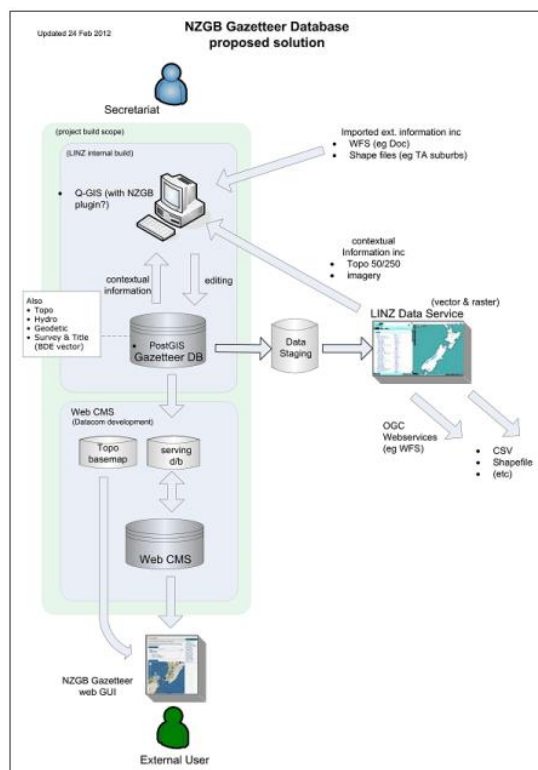 NZGB Gazetteer Database
proposed solution
Updated 24 Feb 2012
Secretariat
(project build scope)
(LINZ internal build)
• Q-GIS (with NZGB
plugin?)
Imported ext. information inc
• WFS (eg Doc)
• Shape files (eg TA suburbs)
contextual
Information inc
• Topo 50/250
• imagery
contextual
information
editing
Also
• Topo
• Hydro
• Geodetic
• Survey & Title
(BDE vector)
• PostGIS
Gazetteer DB
Data
Staging
(vector & raster)
LINZ Data Service
Web CMS
(Datacom development)
Topo
basemap
serving
d/b
OGC
Webservices
(eg WFS)
• CSV
• Shapefile
• (etc)
Web CMS
NZGB Gazetteer
web GUI
External User